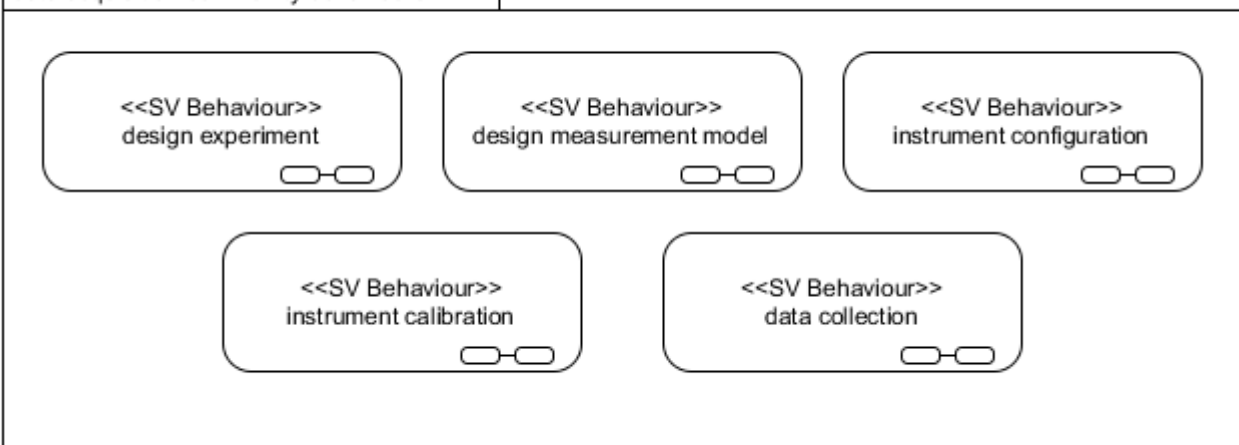 <<SV Behaviour>>
design experiment
<<SV Behaviour>>
design measurement model
<<SV Behaviour>>
instrument configuration
<<SV Behaviour>>
instrument calibration
<<SV Behaviour>>
data collection